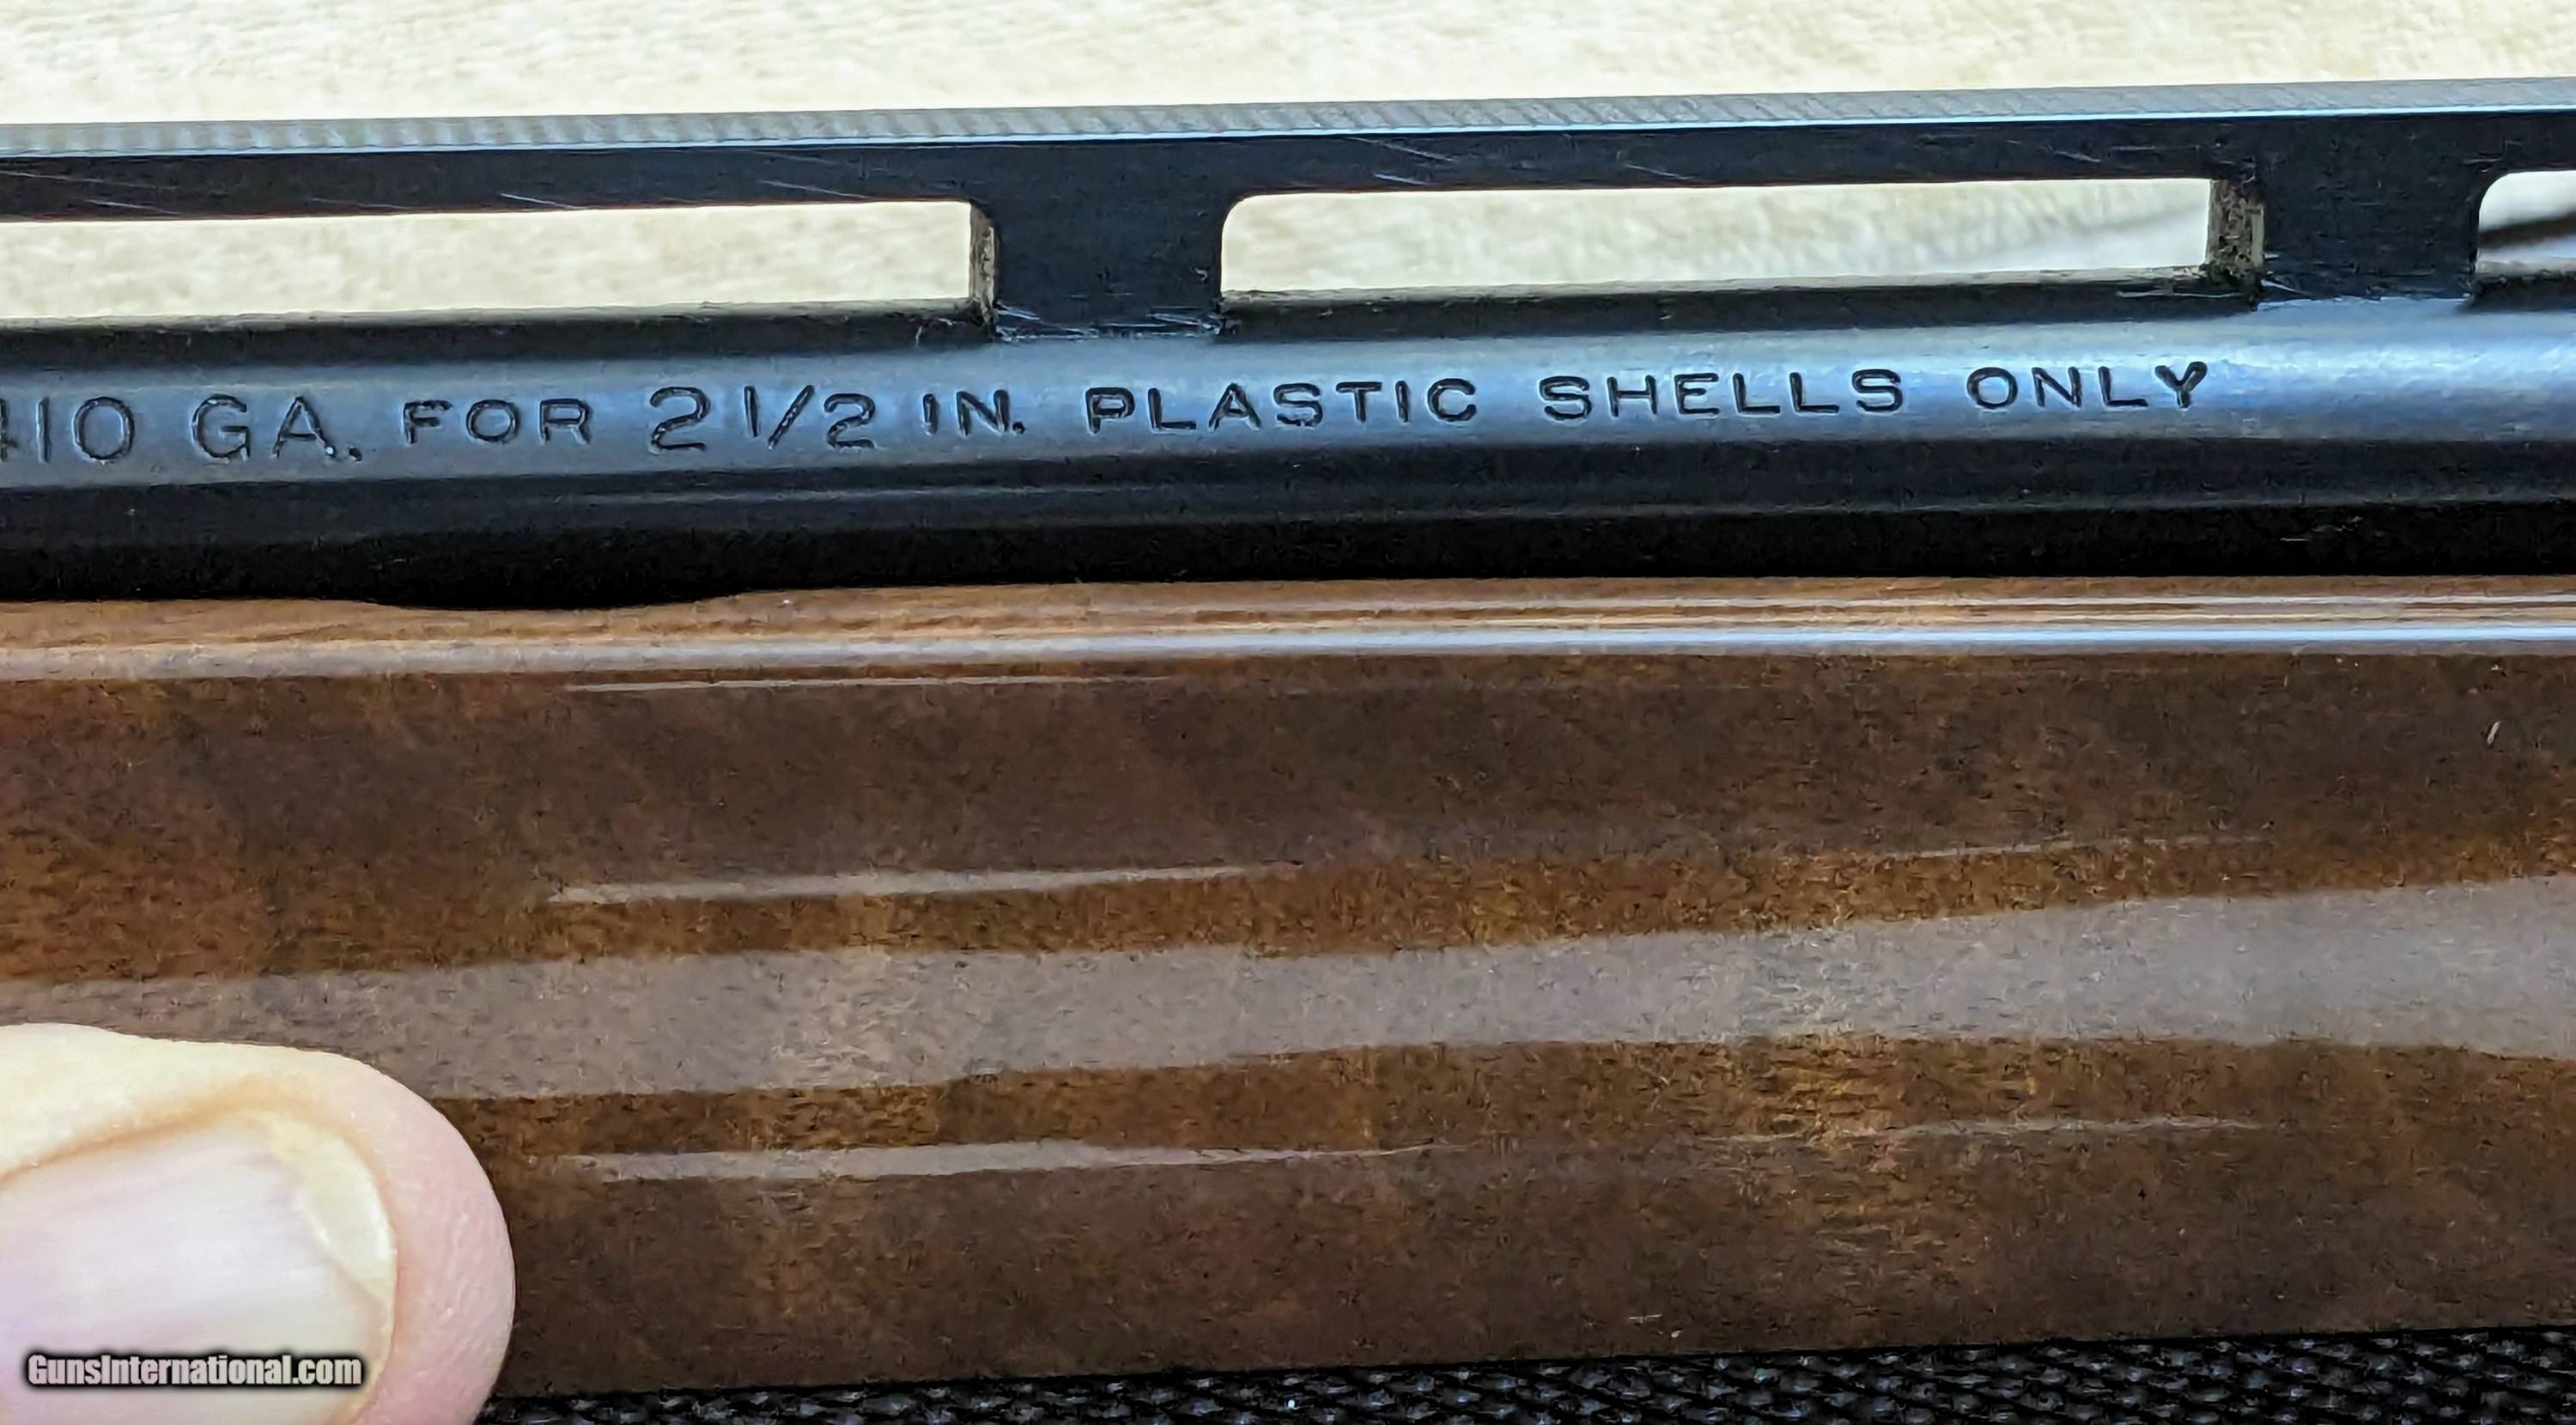 410 GA. FOR 2 1/2 IN. PLASTIC SHELLS ONLY
GunsInternational.com